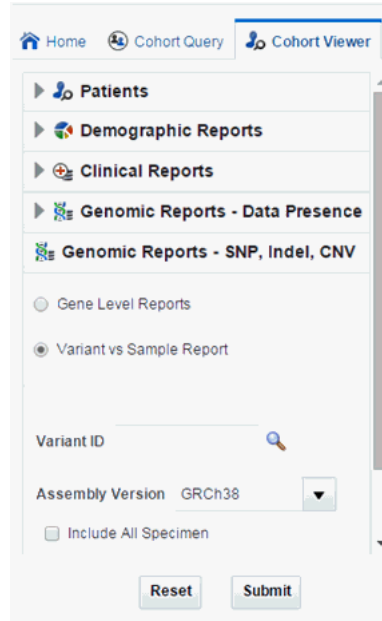 Home Cohort Query Cohort Viewer
Patients
Demographic Reports
Clinical Reports
Genomic Reports - Data Presence
Genomic Reports - SNP, Indel, CNV
Gene Level Reports
Variant vs Sample Report
Variant ID
Assembly Version GRCh38
Include All Specimen
Reset Submit